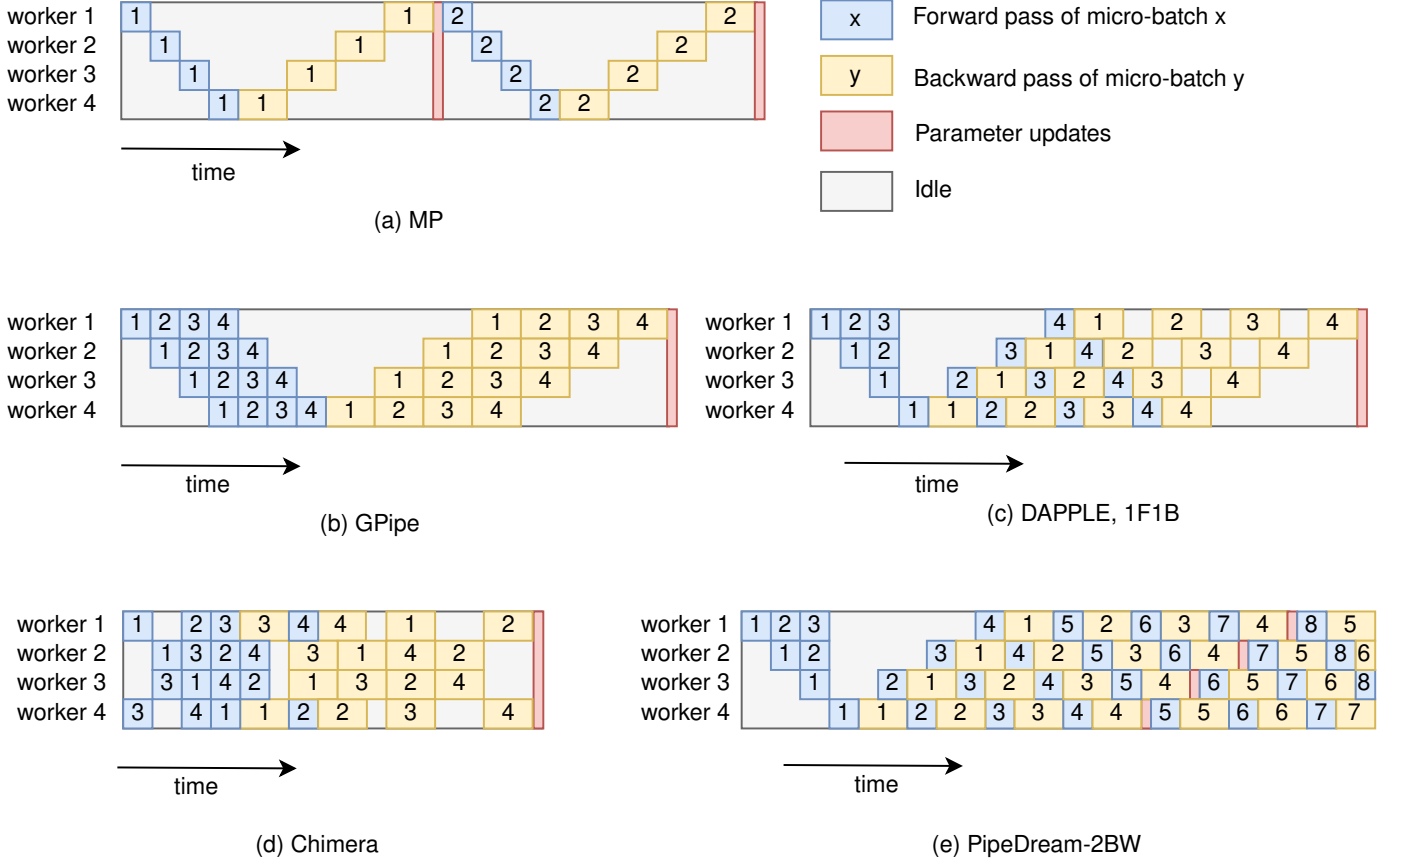 worker 1 1 1 2 2
worker 2 1 1 2 2
worker 3 1 1 2 2
worker 4 1 1 2 2
time
(a) MP
x Forward pass of micro-batch x
y Backward pass of micro-batch y
Parameter updates
Idle
worker 1 1 2 3 4 1 2 3 4
worker 2 1 2 3 4 1 2 3 4
worker 3 1 2 3 4 1 2 3 4
worker 4 1 2 3 4 1 2 3 4
time
(b) GPipe
worker 1 1 2 3 4 1 2 3 4
worker 2 1 2 3 1 4 2 3 4
worker 3 1 2 1 3 2 4 3 4
worker 4 1 1 2 2 3 3 4 4
time
(c) DAPPLE, 1F1B
worker 1 1 2 3 3 4 4 1 2
worker 2 1 3 2 4 3 1 4 2
worker 3 3 1 4 2 1 3 2 4
worker 4 3 4 1 1 2 2 3 4
time
(d) Chimera
worker 1 1 2 3 4 1 5 2 6 3 7 4 8 5
worker 2 1 2 3 1 4 2 5 3 6 4 7 5 8 6
worker 3 1 2 1 3 2 4 3 5 4 6 5 7 6 8
worker 4 1 1 2 2 3 3 4 4 5 5 6 6 7 7
time
(e) PipeDream-2BW